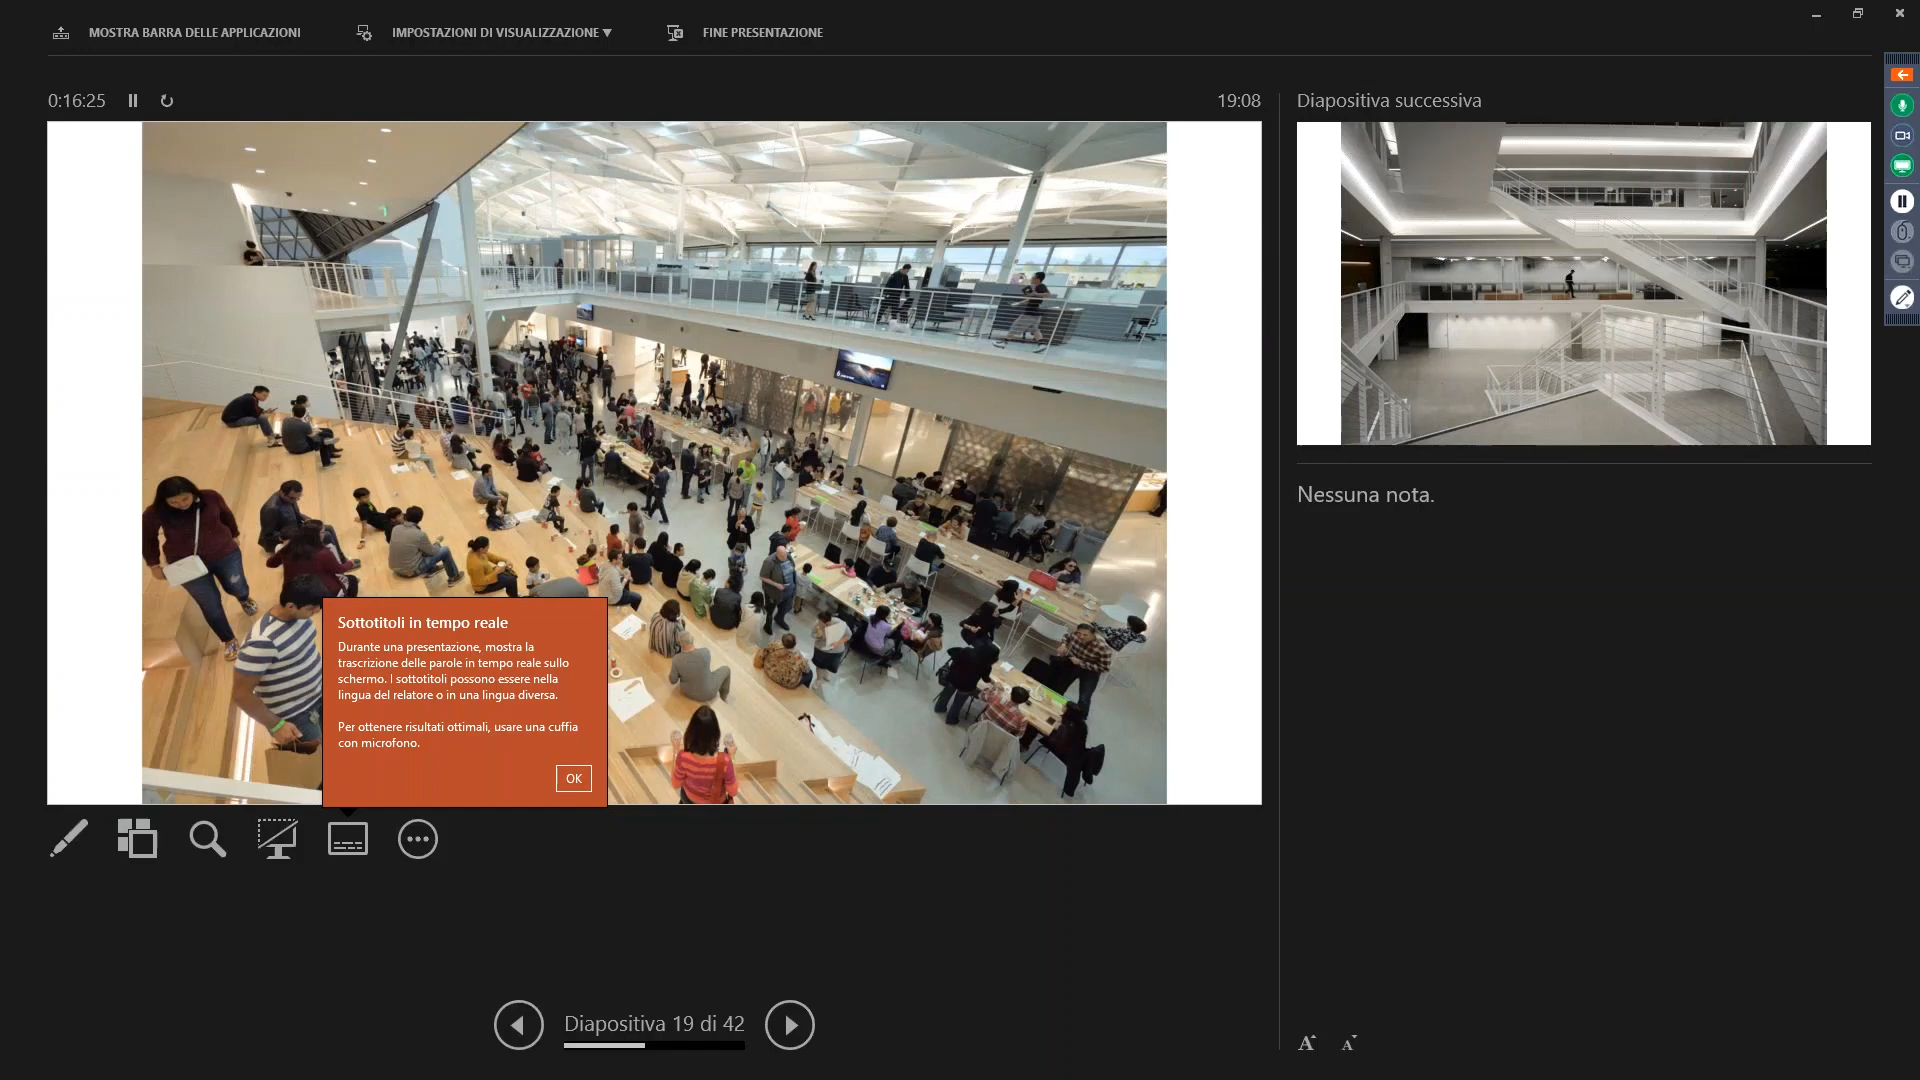 MOSTRA BARRA DELLE APPLICAZIONI
IMPOSTAZIONI DI VISUALIZZAZIONE ▼
FINE PRESENTAZIONE
0:16:25
19:08
Diapositiva successiva
Nessuna nota.
Sottotitoli in tempo reale
Durante una presentazione, mostra la
trascrizione delle parole in tempo reale sullo
schermo. I sottotitoli possono essere nella
lingua del relatore o in una lingua diversa.
Per ottenere risultati ottimali, usare una cuffia
con microfono.
OK
Diapositiva 19 di 42
A
A